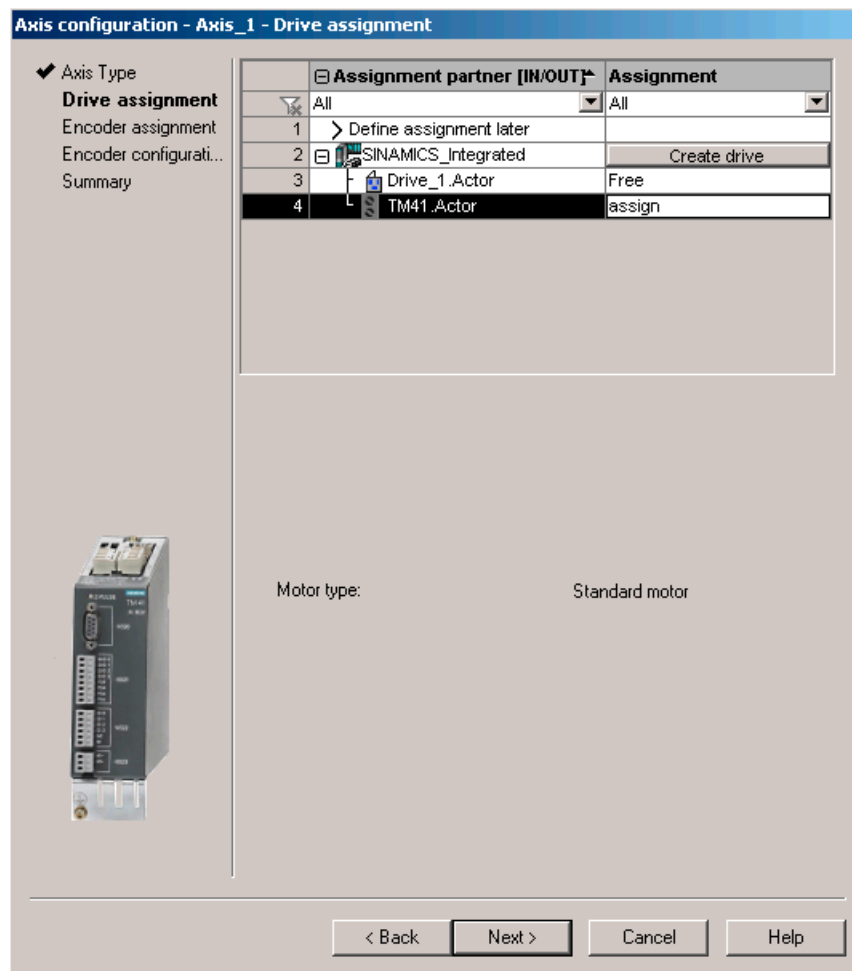 Axis configuration - Axis_1 - Drive assignment
Axis Type
Drive assignment
Encoder assignment
Encoder configurati...
Summary
Assignment partner [IN/OUT] Assignment
All All
1 Define assignment later
2 SINAMICS_Integrated Create drive
3 Drive_1.Actor Free
4 TM41.Actor assign
Motor type: Standard motor
TM41
< Back Next > Cancel Help